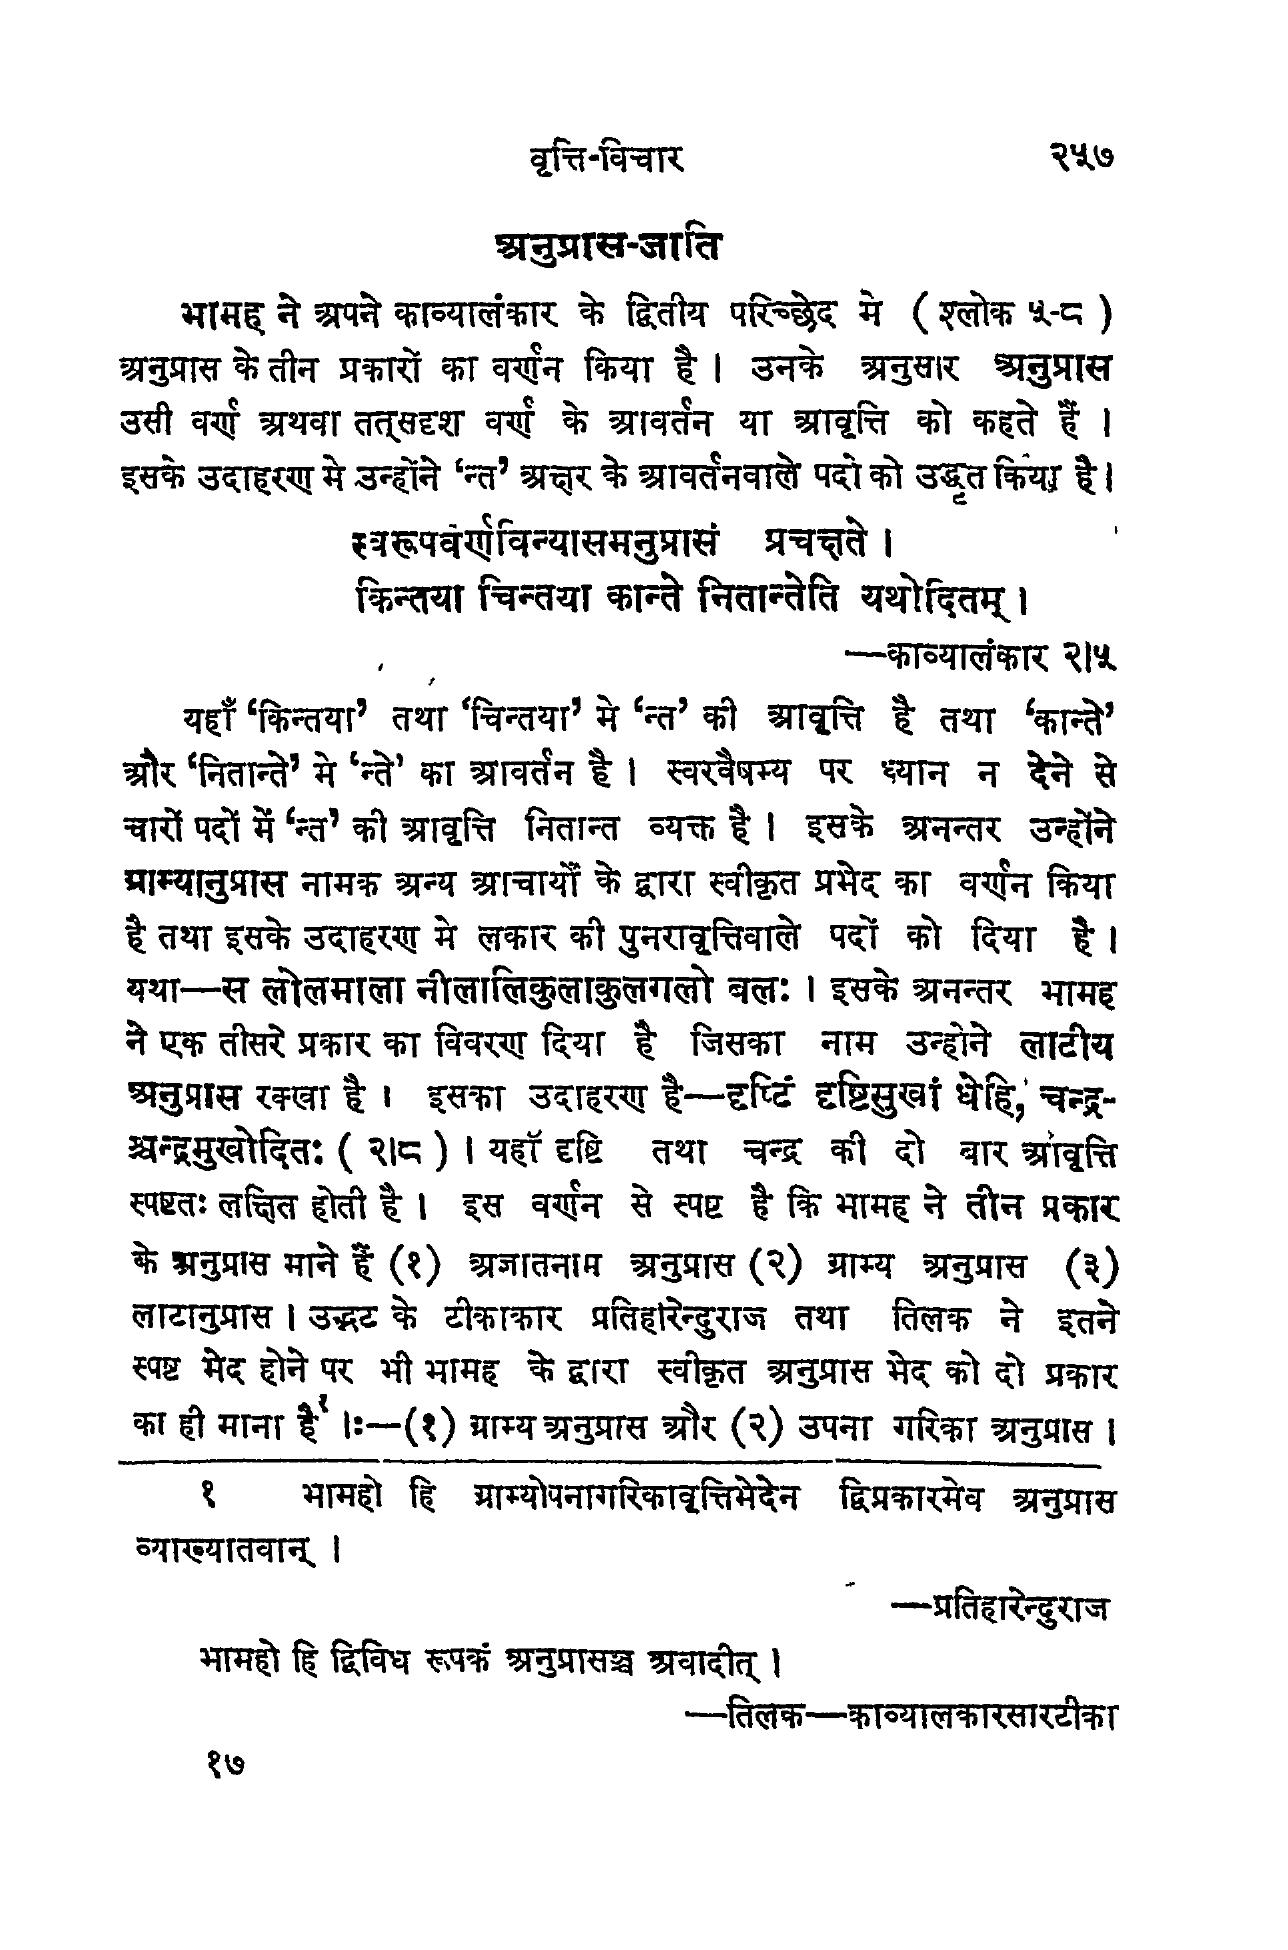 वृत्ति-विचार २५७
अनुप्रास-जाति
भामह ने अपने काव्यालंकार के द्वितीय परिच्छेद मे ( श्लोक ५-८ )
अनुप्रास के तीन प्रकारों का वर्णन किया है । उनके अनुसार अनुप्रास
उसी वर्ण अथवा तत्सदृश वर्ण के आवर्तन या आवृत्ति को कहते हैं ।
इसके उदाहरण मे उन्होंने ‘न्त’ अक्षर के आवर्तनवाले पदो को उद्धृत किया है।
स्वरूपवर्णविन्यासमनुप्रासं प्रचक्षते ।
किन्तया चिन्तया कान्ते नितान्तेति यथोदितम् ।
—काव्यालंकार २।५
यहाँ ‘किन्तया’ तथा ‘चिन्तया’ मे ‘न्त’ की आवृत्ति है तथा ‘कान्ते’
और ‘नितान्ते’ मे ‘न्ते’ का आवर्तन है । स्वरवैषम्य पर ध्यान न देने से
चारों पदों में ‘न्त’ की आवृत्ति नितान्त व्यक्त है । इसके अनन्तर उन्होंने
ग्राम्यानुप्रास नामक अन्य आचार्यों के द्वारा स्वीकृत प्रभेद का वर्णन किया
है तथा इसके उदाहरण मे लकार की पुनरावृत्तिवाले पदों को दिया है ।
यथा—स लोलमाला नीलालिकुलाकुलगलो बलः । इसके अनन्तर भामह
ने एक तीसरे प्रकार का विवरण दिया है जिसका नाम उन्होने लाटीय
अनुप्रास रक्खा है । इसका उदाहरण है—दृष्टिं दृष्टिसुखां धेहि, चन्द्र-
श्चन्द्रमुखोदितः ( २।८ ) । यहाँ दृष्टि तथा चन्द्र की दो बार आवृत्ति
स्पष्टतः लक्षित होती है । इस वर्णन से स्पष्ट है कि भामह ने तीन प्रकार
के अनुप्रास माने हैं (१) अज्ञातनाम अनुप्रास (२) ग्राम्य अनुप्रास (३)
लाटानुप्रास । उद्भट के टीकाकार प्रतिहारेन्दुराज तथा तिलक ने इतने
स्पष्ट भेद होने पर भी भामह के द्वारा स्वीकृत अनुप्रास भेद को दो प्रकार
का ही माना है१ ।:—(१) ग्राम्य अनुप्रास और (२) उपना गरिका अनुप्रास ।
१ भामहो हि ग्राम्योपनागरिकावृत्तिभेदेन द्विप्रकारमेव अनुप्रास
व्याख्यातवान् ।
—प्रतिहारेन्दुराज
भामहो हि द्विविध रूपकं अनुप्रासञ्च अवादीत् ।
—तिलक—काव्यालकारसारटीका
१७